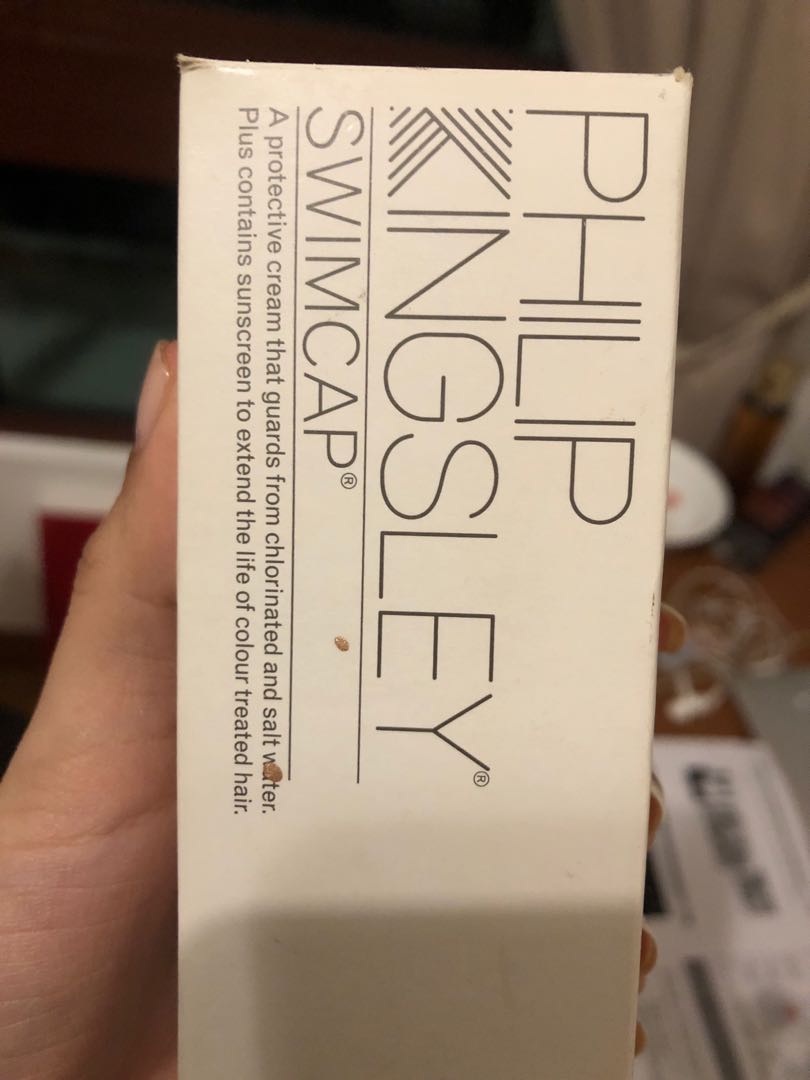 PHILIP
KINGSLEY®
SWIMCAP®
A protective cream that guards from chlorinated and salt water.
Plus contains sunscreen to extend the life of colour treated hair.